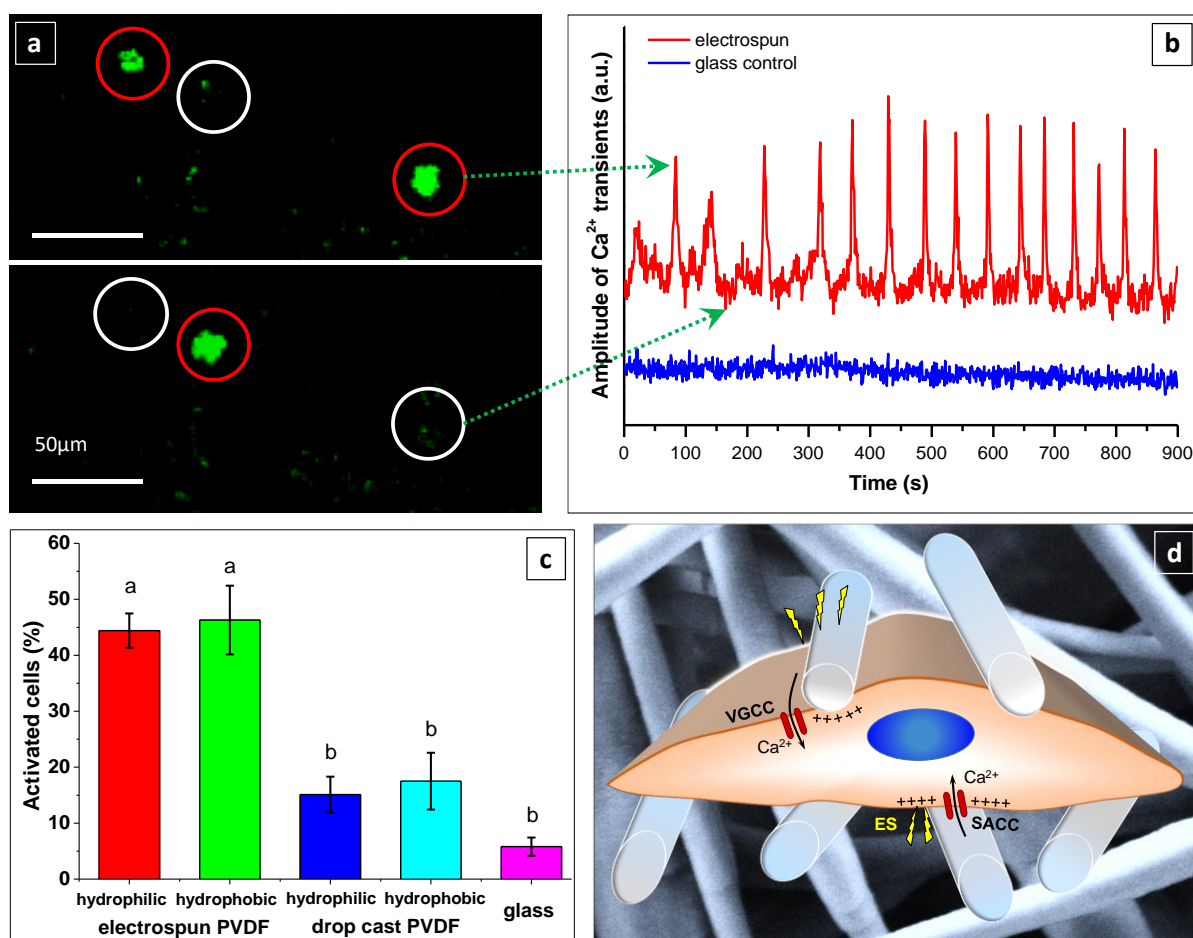 a
50µm
b
electrospun
glass control
Amplitude of Ca²⁺ transients (a.u.)
0 100 200 300 400 500 600 700 800 900
Time (s)
c
Activated cells (%)
60
50
40
30
20
10
0
a a b b b
hydrophilic hydrophobic hydrophilic hydrophobic glass
electrospun PVDF drop cast PVDF
d
VGCC
+++++
Ca²⁺
Ca²⁺
++++ ++++
ES SACC